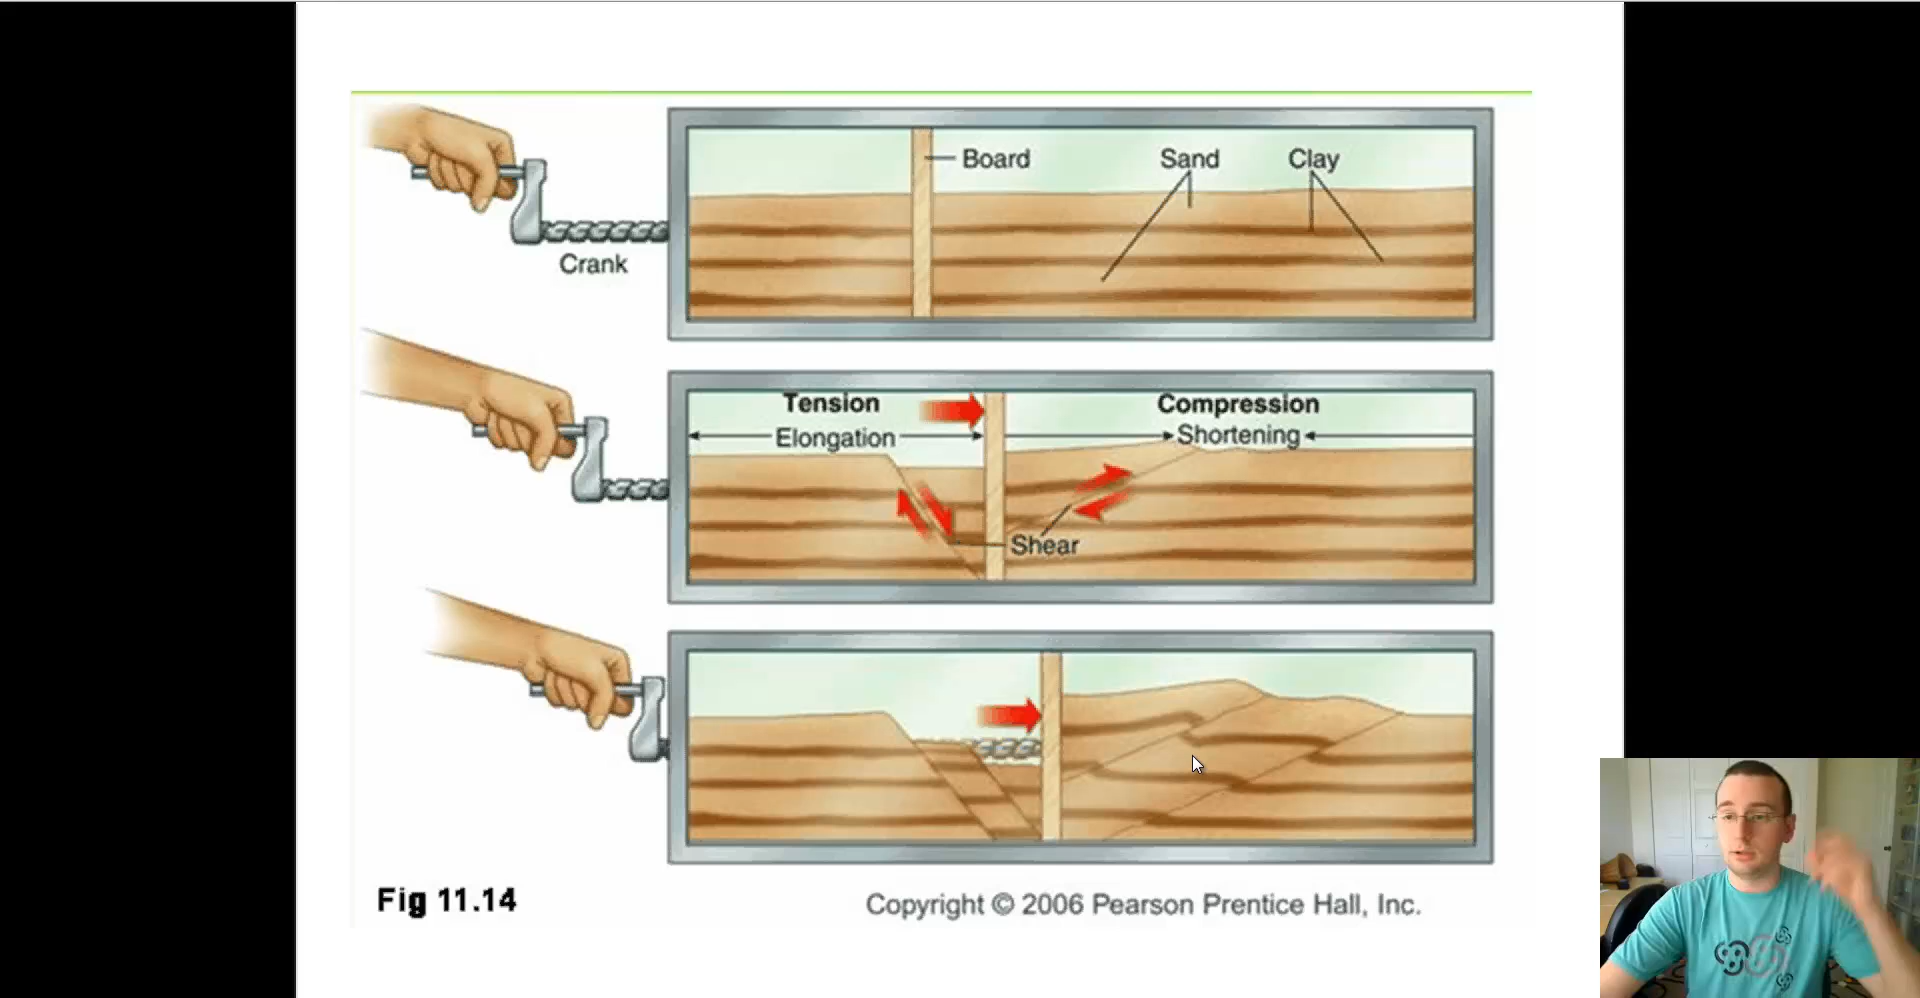 Board
Sand
Clay
Crank
Tension
Compression
Elongation
Shortening
Shear
Fig 11.14
Copyright © 2006 Pearson Prentice Hall, Inc.